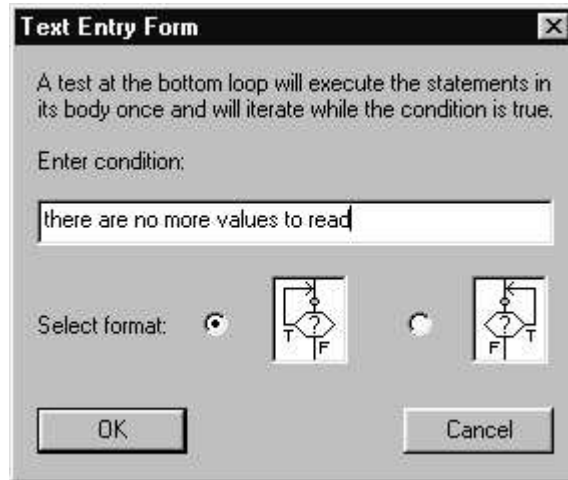 Text Entry Form
A test at the bottom loop will execute the statements in
its body once and will iterate while the condition is true.
Enter condition:
there are no more values to read
Select format:
?
T
F
?
F
T
OK
Cancel